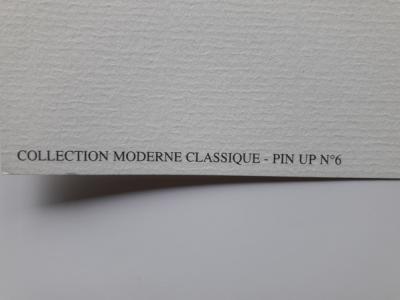 COLLECTION MODERNE CLASSIQUE - PIN UP N°6